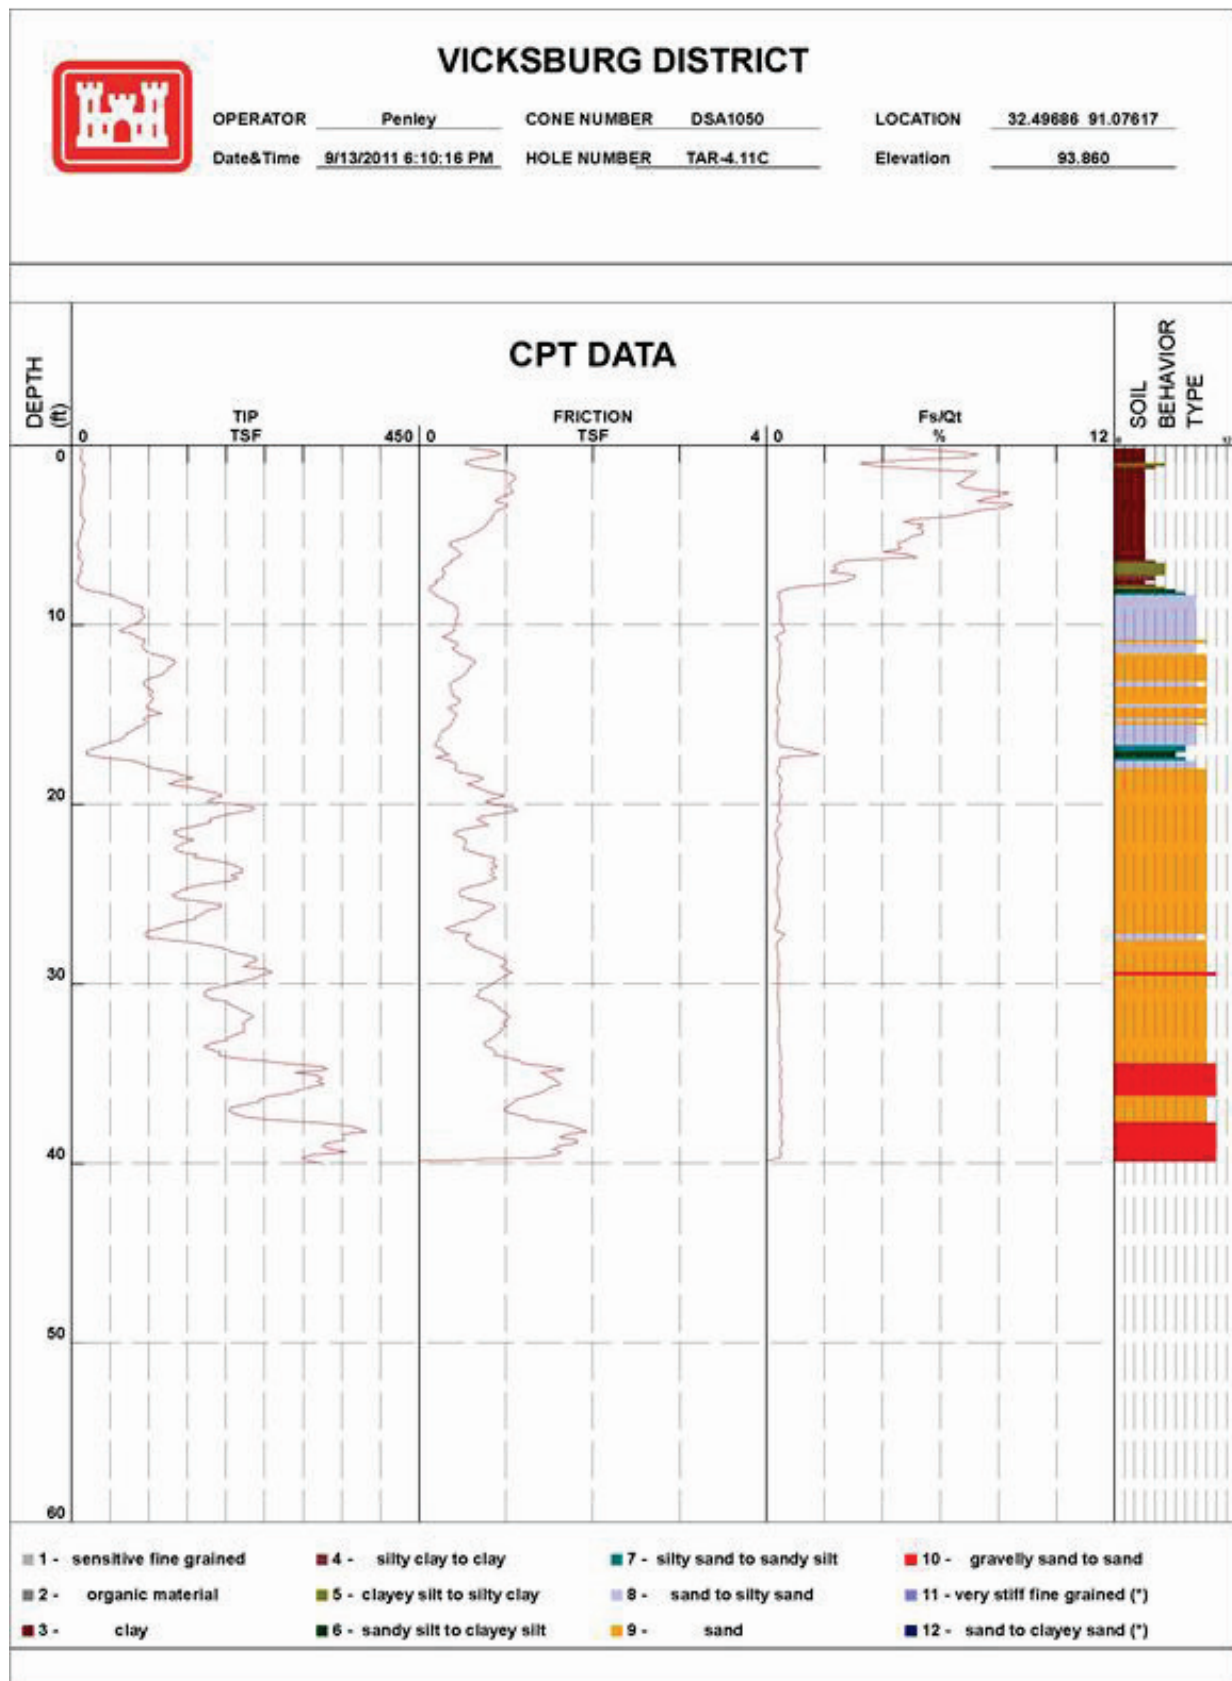 VICKSBURG DISTRICT
OPERATOR Penley CONE NUMBER DSA1050 LOCATION 32.49686 91.07617
Date&Time 9/13/2011 6:10:16 PM HOLE NUMBER TAR-4.11C Elevation 93.860
CPT DATA
DEPTH
(ft)
TIP
TSF
0 450
FRICTION
TSF
0 4
Fs/Qt
%
0 12
SOIL
BEHAVIOR
TYPE
0 12
0
10
20
30
40
50
60
1 - sensitive fine grained
2 - organic material
3 - clay
4 - silty clay to clay
5 - clayey silt to silty clay
6 - sandy silt to clayey silt
7 - silty sand to sandy silt
8 - sand to silty sand
9 - sand
10 - gravelly sand to sand
11 - very stiff fine grained (*)
12 - sand to clayey sand (*)